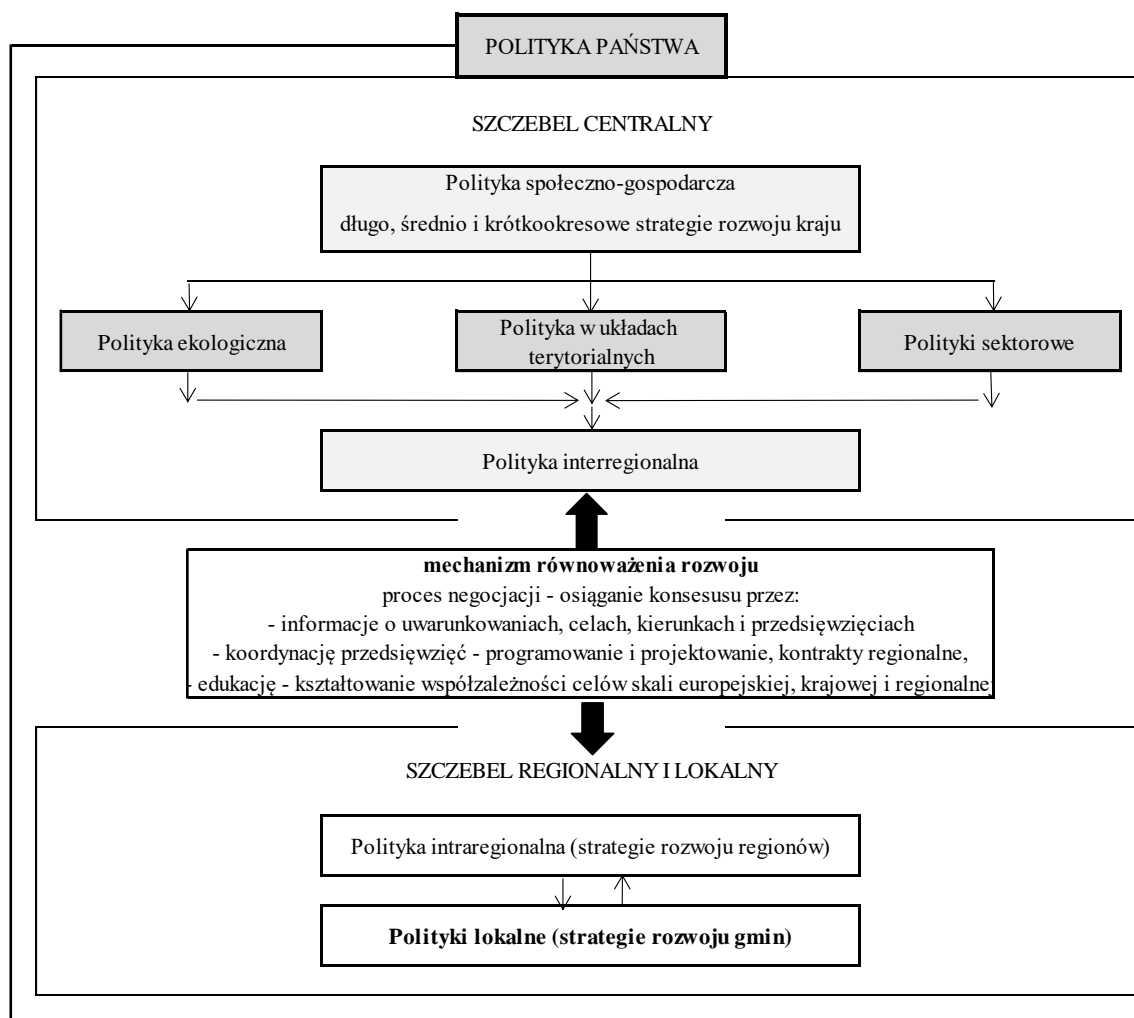 POLITYKA PAŃSTWA
SZCZEBEL CENTRALNY
Polityka społeczno-gospodarcza
długo, średnio i krótkookresowe strategie rozwoju kraju
Polityka ekologiczna
Polityka w układach
terytorialnych
Polityki sektorowe
Polityka interregionalna
mechanizm równoważenia rozwoju
proces negocjacji - osiąganie konsesusu przez:
- informacje o uwarunkowaniach, celach, kierunkach i przedsięwzięciach
- koordynację przedsięwzięć - programowanie i projektowanie, kontrakty regionalne,
- edukację - kształtowanie współzależności celów skali europejskiej, krajowej i regionalnej
SZCZEBEL REGIONALNY I LOKALNY
Polityka intraregionalna (strategie rozwoju regionów)
Polityki lokalne (strategie rozwoju gmin)